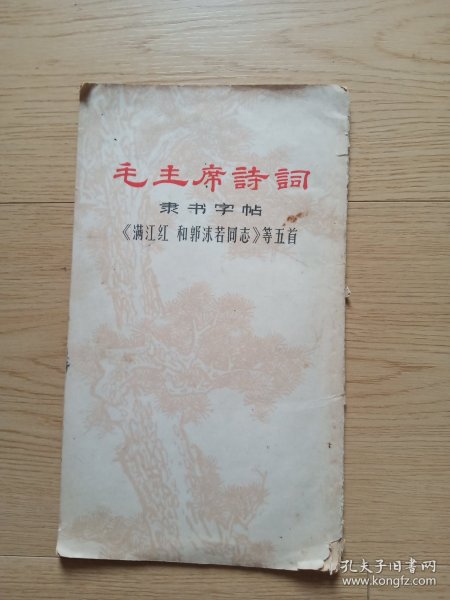 毛主席詩詞
隶书字帖
《满江红 和郭沫若同志》等五首
孔夫子旧书网
www.kongfz.com